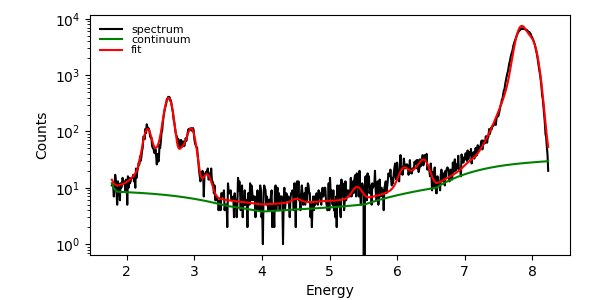 spectrum
continuum
fit
Counts
10⁴
10³
10²
10¹
10⁰
2 3 4 5 6 7 8
Energy